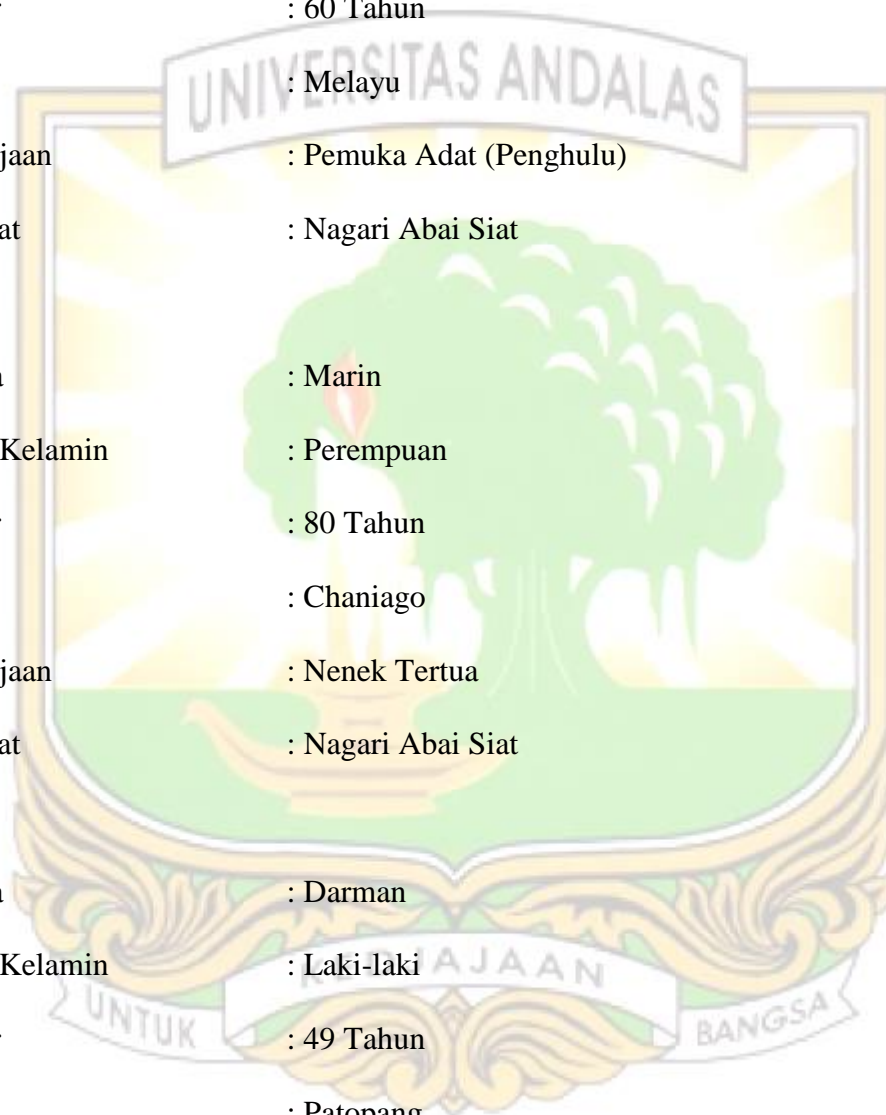 : 60 Tahun
UNIVERSITAS ANDALAS
: Melayu
jaan : Pemuka Adat (Penghulu)
at : Nagari Abai Siat
a : Marin
Kelamin : Perempuan
: 80 Tahun
: Chaniago
jaan : Nenek Tertua
at : Nagari Abai Siat
a : Darman
Kelamin : Laki-laki
KEDJAJAAN
UNTUK BANGSA
: 49 Tahun
: Patopang